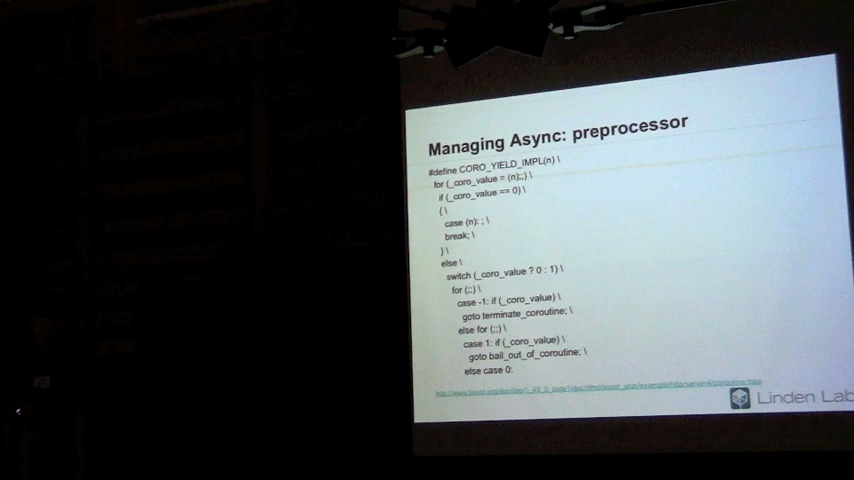 Managing Async: preprocessor
#define CORO_YIELD_IMPL(n) \
for (_coro_value = (n);;) \
if (_coro_value == 0) \
{ \
case (n): ; \
break; \
} \
else \
switch (_coro_value ? 0 : 1) \
for (;;) \
case -1: if (_coro_value) \
goto terminate_coroutine; \
else for (;;) \
case 1: if (_coro_value) \
goto bail_out_of_coroutine; \
else case 0:
Linden Lab